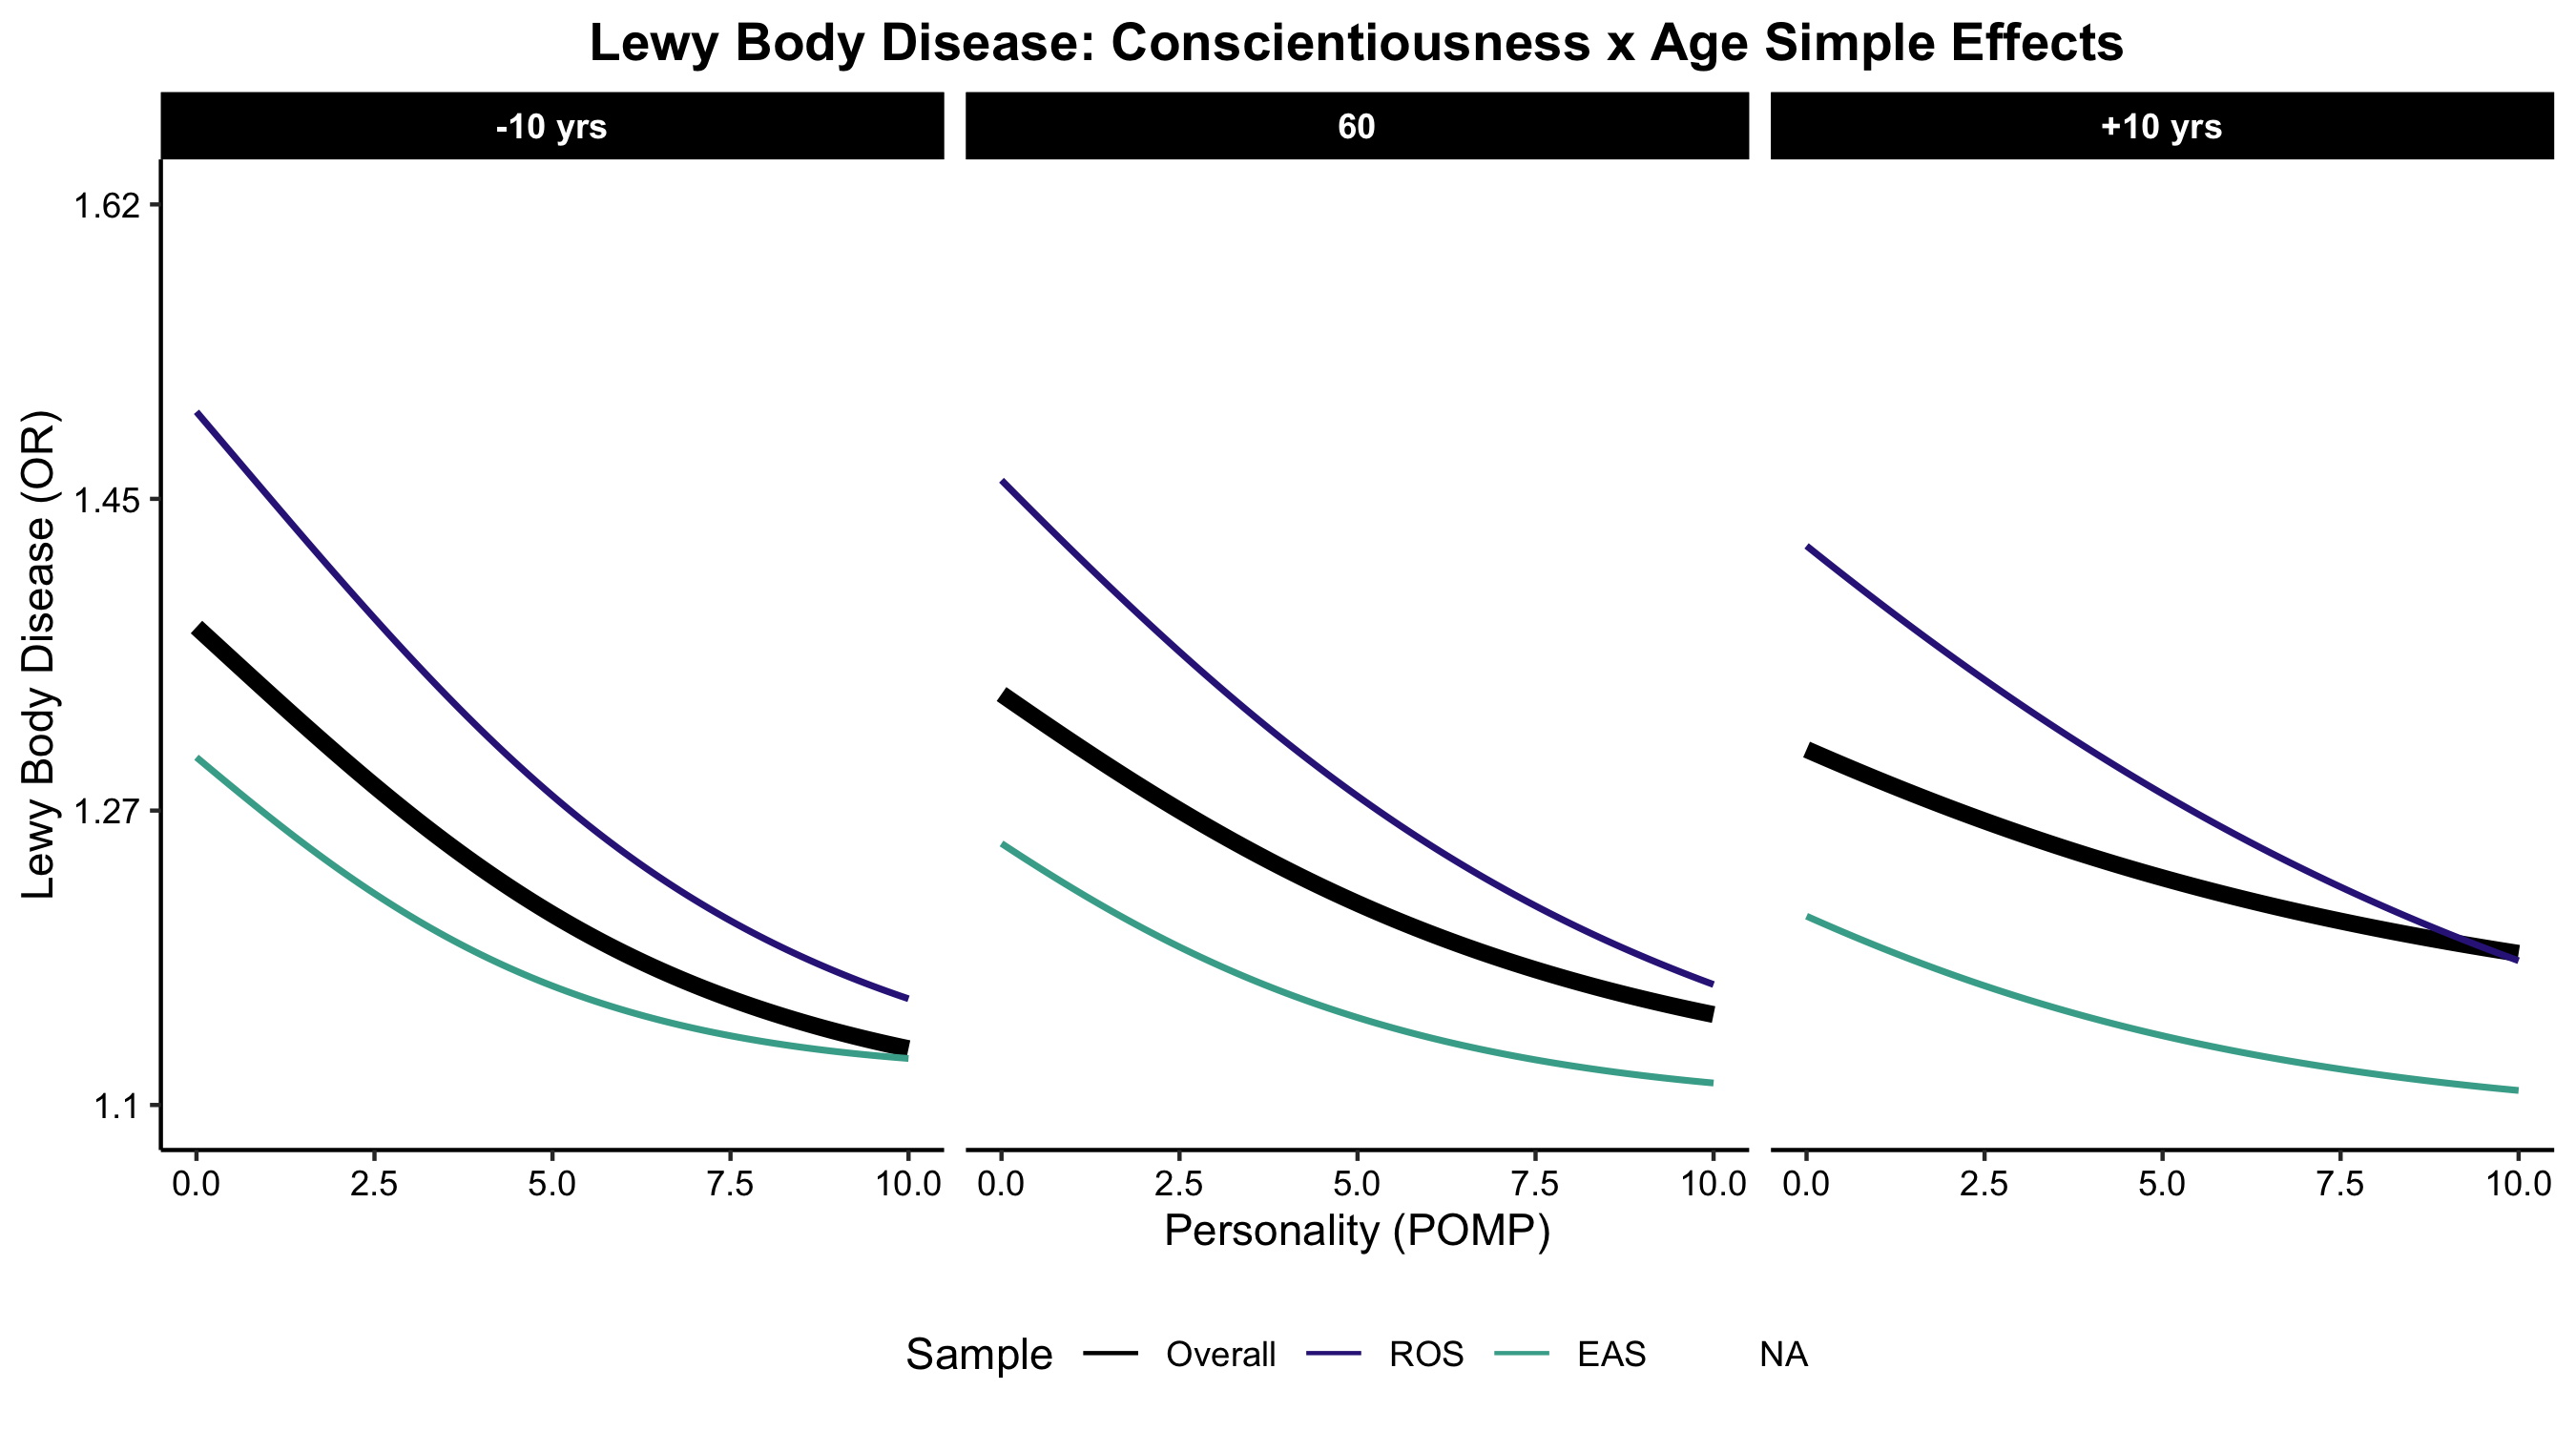 Lewy Body Disease: Conscientiousness x Age Simple Effects
-10 yrs
60
+10 yrs
Lewy Body Disease (OR)
1.62
1.45
1.27
1.1
0.0 2.5 5.0 7.5 10.0
0.0 2.5 5.0 7.5 10.0
0.0 2.5 5.0 7.5 10.0
Personality (POMP)
Sample Overall ROS EAS NA